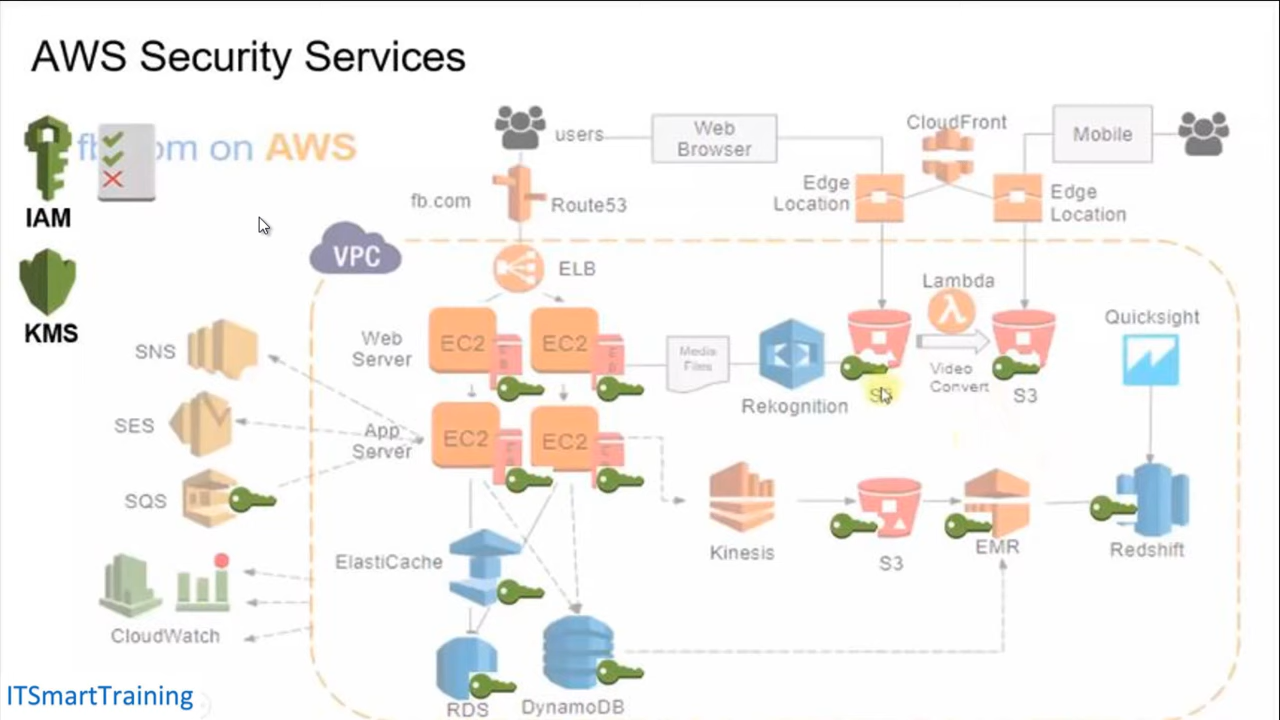 AWS Security Services
fb
om on AWS
IAM
KMS
users
Web
Browser
CloudFront
Mobile
fb.com
Route53
Edge
Location
Edge
Location
VPC
ELB
Lambda
Quicksight
SNS
Web
Server
EC2
EC2
Media
Files
Rekognition
Video
Convert
S3
SES
App
Server
EC2
EC2
SQS
Kinesis
S3
EMR
Redshift
ElastiCache
CloudWatch
RDS
DynamoDB
ITSmartTraining